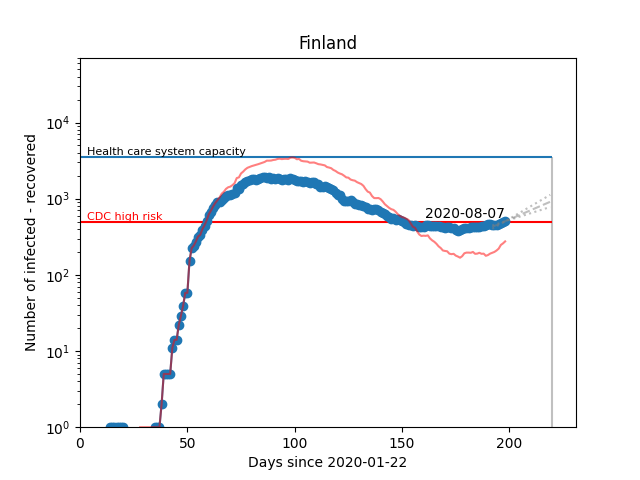 Finland
Number of infected - recovered
10^4
10^3
10^2
10^1
10^0
Health care system capacity
CDC high risk
2020-08-07
0
50
100
150
200
Days since 2020-01-22